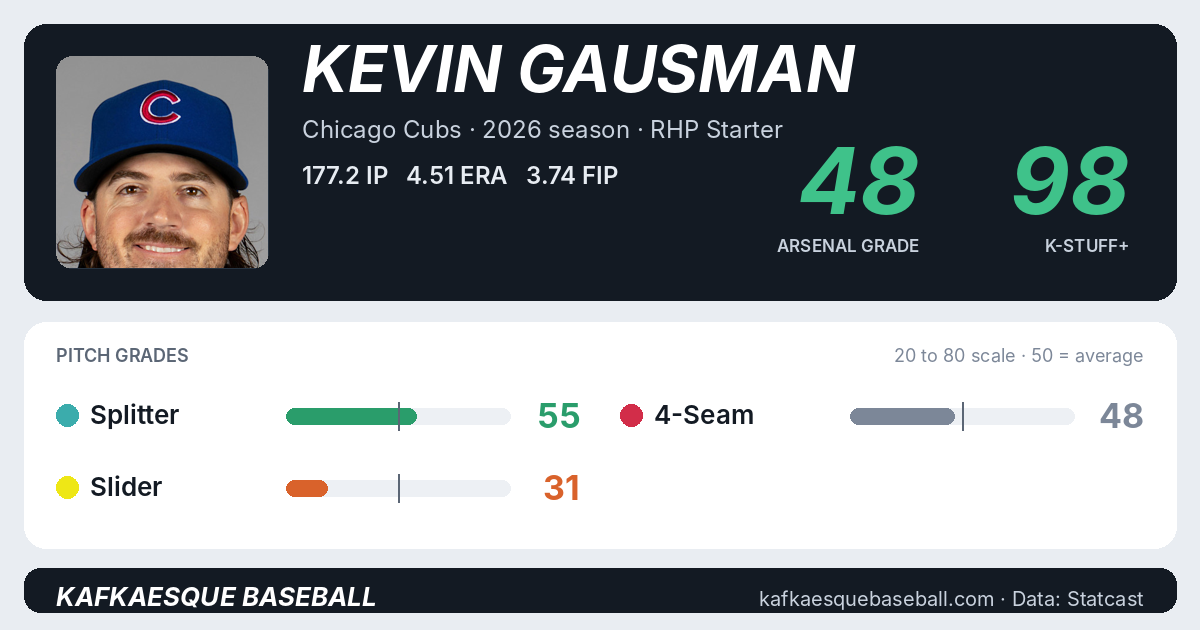 KEVIN GAUSMAN
Chicago Cubs · 2026 season · RHP Starter
177.2 IP 4.51 ERA 3.74 FIP
48 98
ARSENAL GRADE K-STUFF+
C
PITCH GRADES 20 to 80 scale · 50 = average
Splitter 55 4-Seam 48
Slider 31
KAFKAESQUE BASEBALL kafkaesquebaseball.com · Data: Statcast